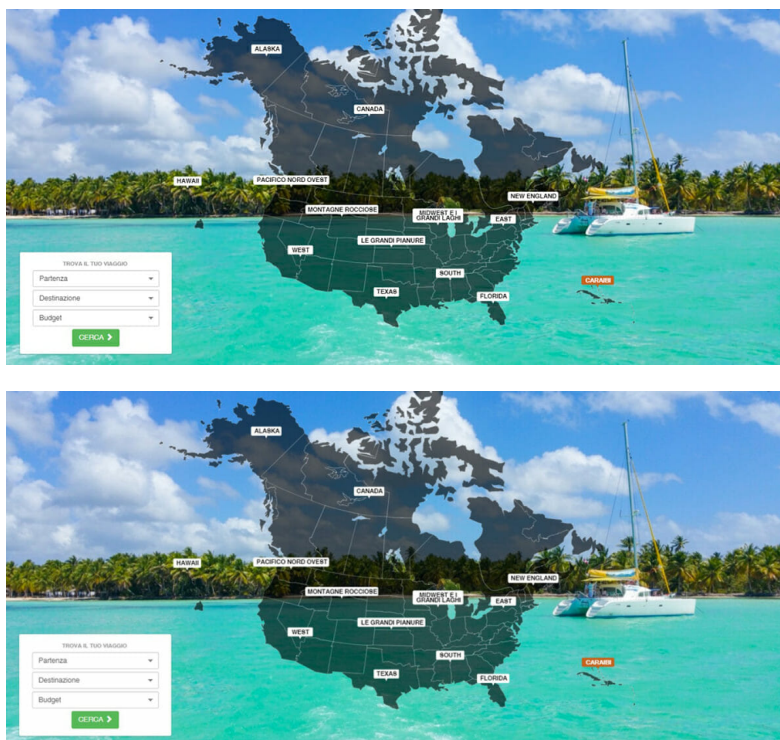 ALASKA
CANADA
HAWAII
PACIFICO NORD OVEST
NEW ENGLAND
MONTAGNE ROCCIOSE
MIDWEST E I
GRANDI LAGHI
EAST
LE GRANDI PIANURE
WEST
SOUTH
TEXAS
FLORIDA
CARAIBI
TROVA IL TUO VIAGGIO
Partenza
Destinazione
Budget
CERCA
ALASKA
CANADA
HAWAII
PACIFICO NORD OVEST
NEW ENGLAND
MONTAGNE ROCCIOSE
MIDWEST E I
GRANDI LAGHI
EAST
LE GRANDI PIANURE
WEST
SOUTH
TEXAS
FLORIDA
CARAIBI
TROVA IL TUO VIAGGIO
Partenza
Destinazione
Budget
CERCA